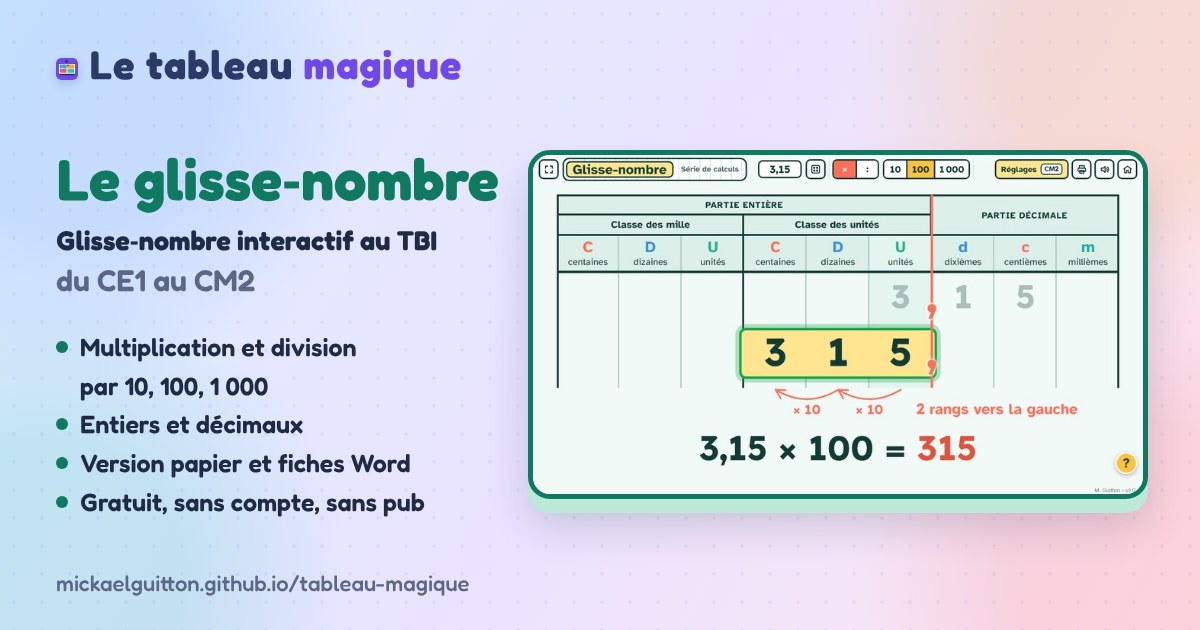 Le tableau magique
Le glisse-nombre
Glisse-nombre interactif au TBI
du CE1 au CM2
• Multiplication et division
par 10, 100, 1 000
• Entiers et décimaux
• Version papier et fiches Word
• Gratuit, sans compte, sans pub
mickaelguitton.github.io/tableau-magique
Glisse-nombre Série de calculs 3,15 × : 10 100 1 000 Réglages CM2
PARTIE ENTIÈRE PARTIE DÉCIMALE
Classe des mille Classe des unités
C D U C D U d c m
centaines dizaines unités centaines dizaines unités dixièmes centièmes millièmes
3 , 1 5
3 1 5 ,
× 10 × 10 2 rangs vers la gauche
3,15 × 100 = 315
?
M. Guitton